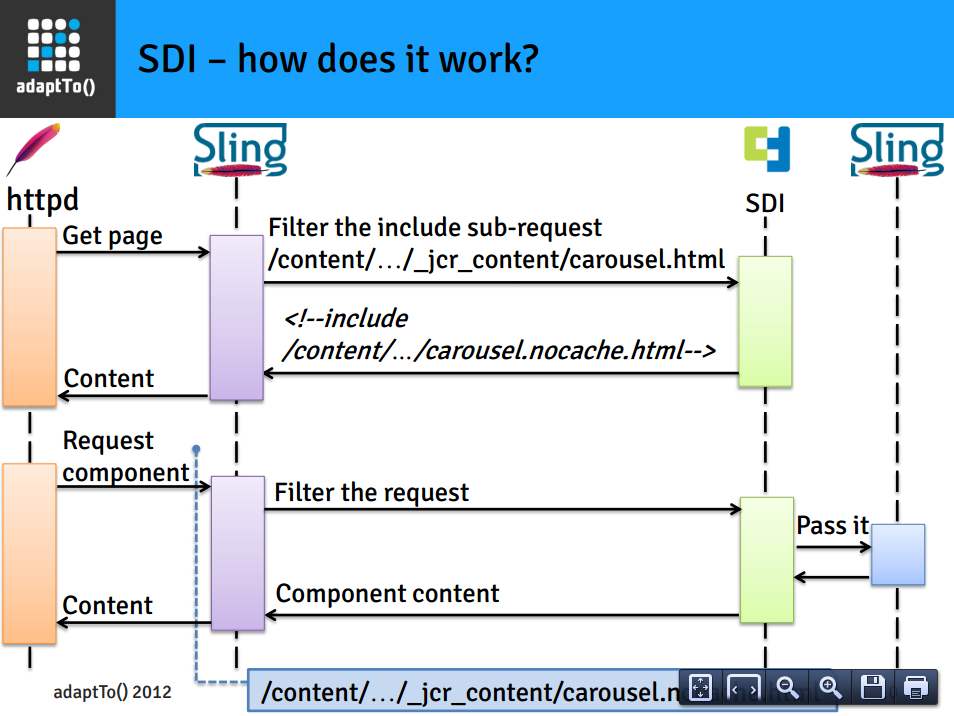 adaptTo()
SDI – how does it work?
Sling
Sling
httpd
SDI
Get page
Filter the include sub-request
/content/…/_jcr_content/carousel.html
<!--include
/content/…/carousel.nocache.html-->
Content
Request
component
Filter the request
Pass it
Component content
Content
adaptTo() 2012
/content/…/_jcr_content/carousel.n